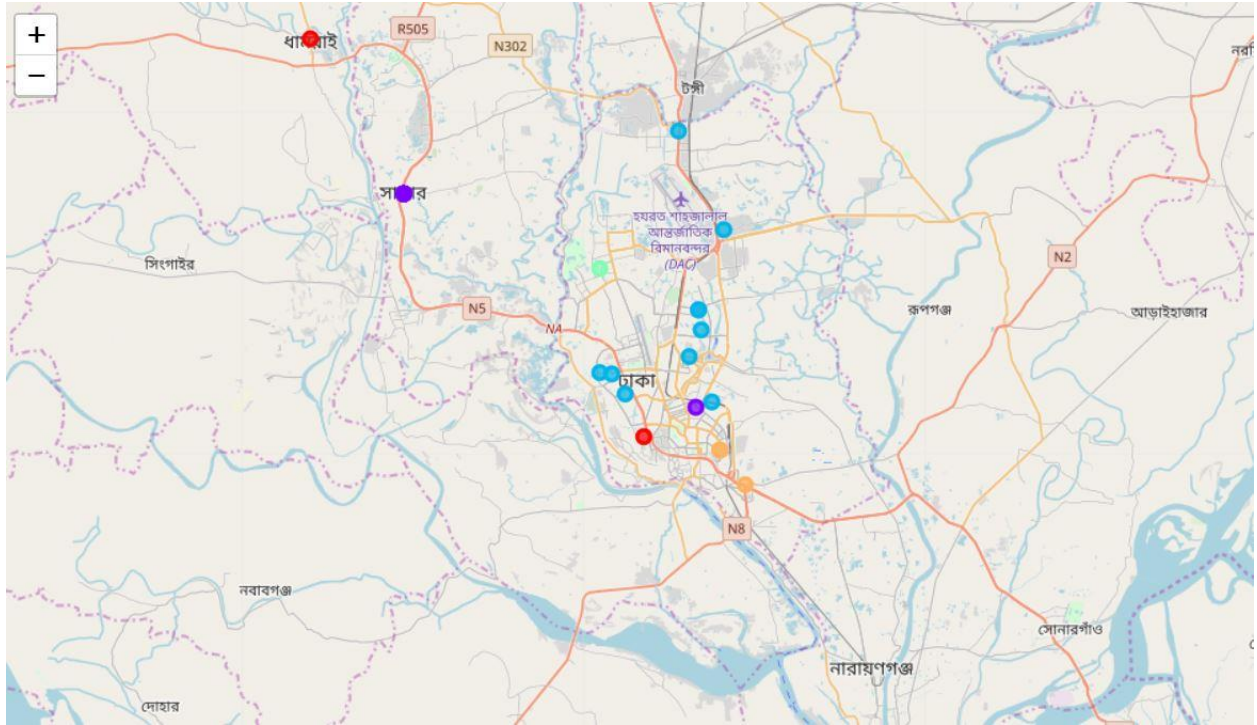 +
−
ধামরাই
R505
N302
টঙ্গী
সাভার
হযরত শাহজালাল
আন্তর্জাতিক
বিমানবন্দর
(DAC)
সিংগাইর
N2
রূপগঞ্জ
আড়াইহাজার
N5
NA
ঢাকা
N8
নবাবগঞ্জ
সোনারগাঁও
নারায়ণগঞ্জ
দোহার